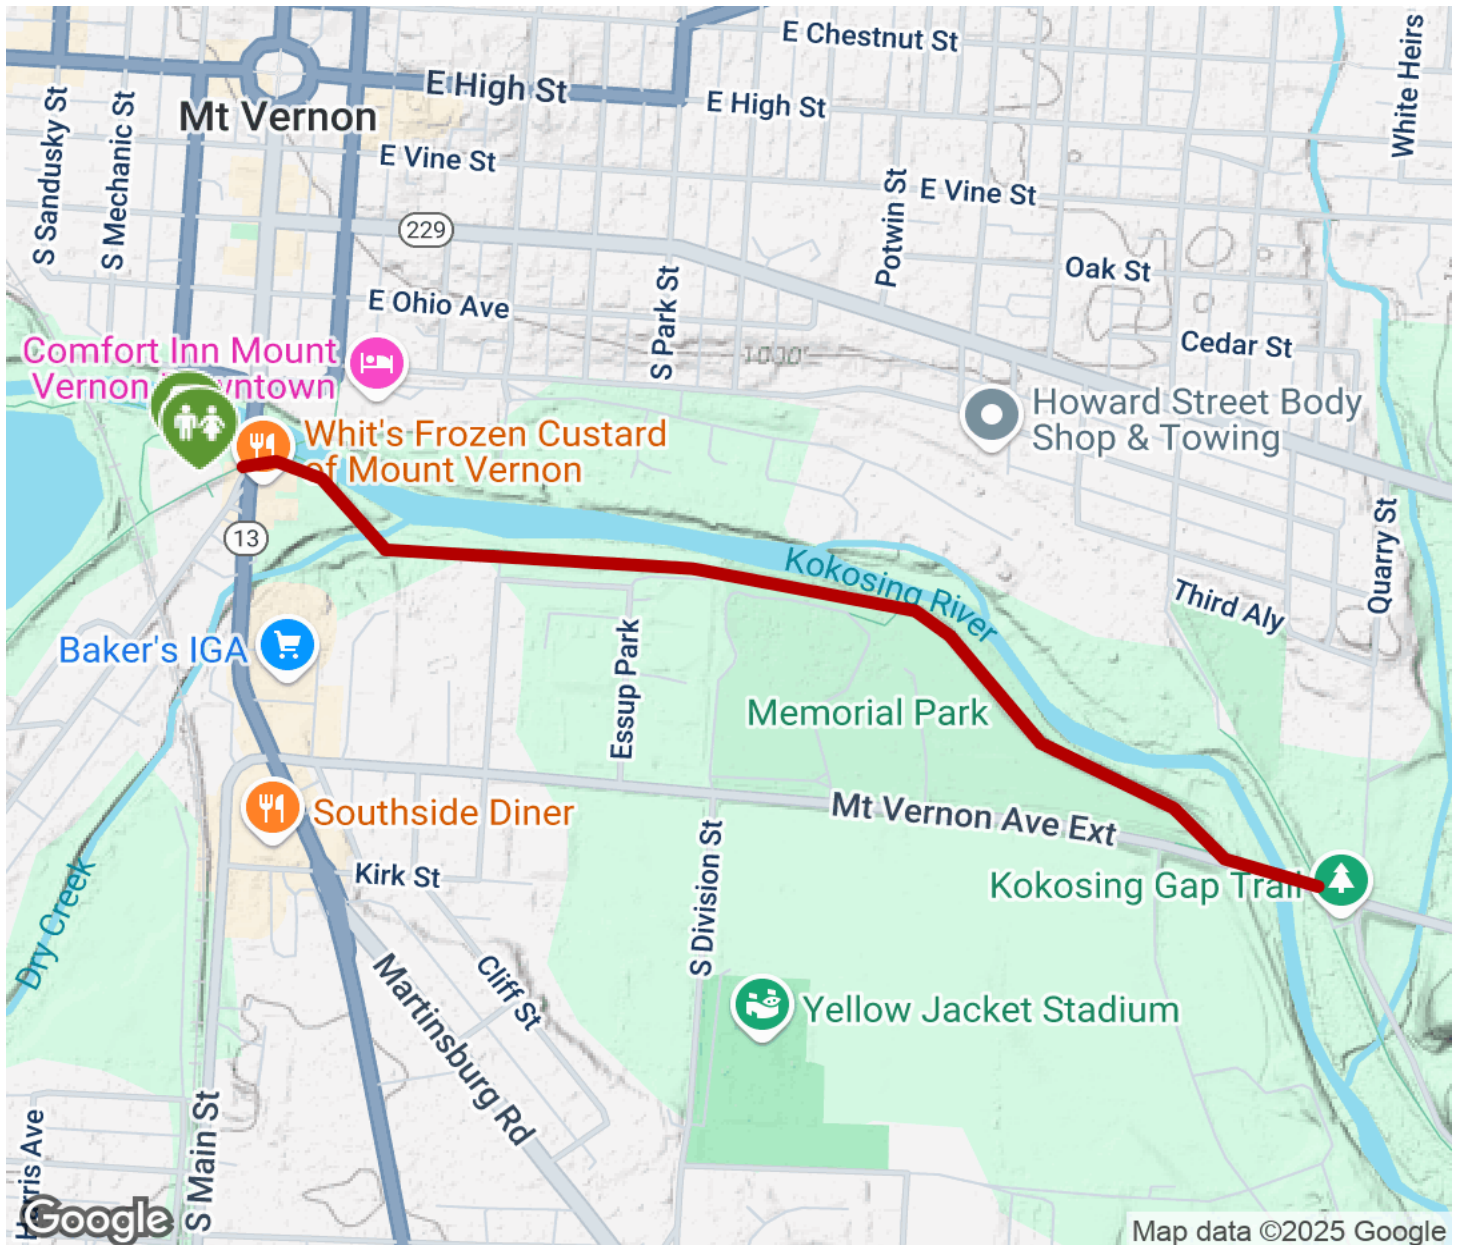 E Chestnut St
White Heirs
E High St
E High St
Mt Vernon
S Sandusky St
S Mechanic St
E Vine St
E Vine St
Potwin St
229
Oak St
E Ohio Ave
S Park St
Cedar St
1000'
Comfort Inn Mount
Vernon Downtown
Howard Street Body
Shop & Towing
Whit's Frozen Custard
of Mount Vernon
13
Quarry St
Kokosing River
Third Aly
Baker's IGA
Essup Park
Memorial Park
Southside Diner
Mt Vernon Ave Ext
Kirk St
Kokosing Gap Trail
Dry Creek
S Division St
Cliff St
Martinsburg Rd
Yellow Jacket Stadium
S Main St
Harris Ave
Google
Map data ©2025 Google